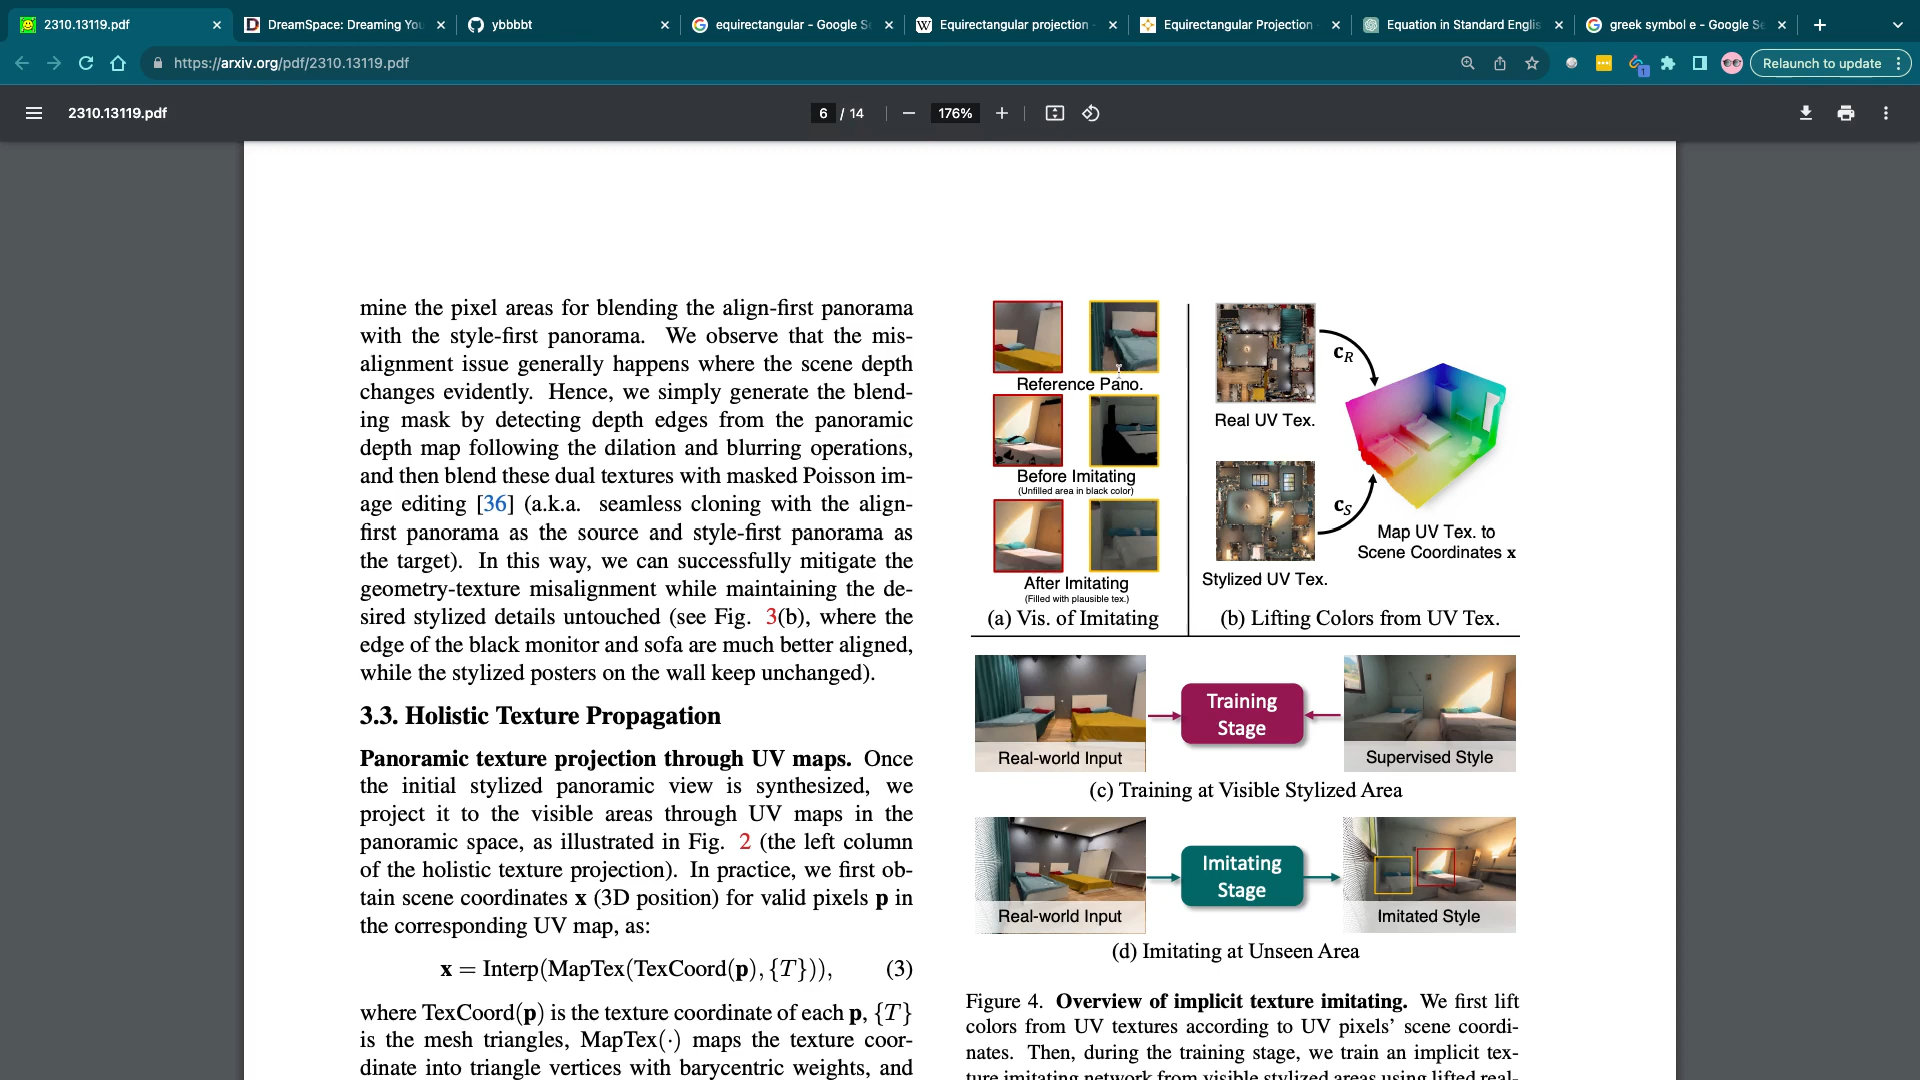 2310.13119.pdf
DreamSpace: Dreaming You
ybbbbt
equirectangular - Google Se
Equirectangular projection -
Equirectangular Projection
Equation in Standard Englis
greek symbol e - Google Se
https://arxiv.org/pdf/2310.13119.pdf
1
Relaunch to update
2310.13119.pdf
6 / 14
176%
mine the pixel areas for blending the align-first panorama
with the style-first panorama. We observe that the mis-
alignment issue generally happens where the scene depth
changes evidently. Hence, we simply generate the blend-
ing mask by detecting depth edges from the panoramic
depth map following the dilation and blurring operations,
and then blend these dual textures with masked Poisson im-
age editing [36] (a.k.a. seamless cloning with the align-
first panorama as the source and style-first panorama as
the target). In this way, we can successfully mitigate the
geometry-texture misalignment while maintaining the de-
sired stylized details untouched (see Fig. 3(b), where the
edge of the black monitor and sofa are much better aligned,
while the stylized posters on the wall keep unchanged).
3.3. Holistic Texture Propagation
Panoramic texture projection through UV maps. Once
the initial stylized panoramic view is synthesized, we
project it to the visible areas through UV maps in the
panoramic space, as illustrated in Fig. 2 (the left column
of the holistic texture projection). In practice, we first ob-
tain scene coordinates x (3D position) for valid pixels p in
the corresponding UV map, as:
x = Interp(MapTex(TexCoord(p), {T})), (3)
where TexCoord(p) is the texture coordinate of each p, {T}
is the mesh triangles, MapTex(·) maps the texture coor-
dinate into triangle vertices with barycentric weights, and
Reference Pano.
Before Imitating
(Unfilled area in black color)
After Imitating
(Filled with plausible tex.)
(a) Vis. of Imitating
Real UV Tex.
c_R
Stylized UV Tex.
c_S
Map UV Tex. to
Scene Coordinates x
(b) Lifting Colors from UV Tex.
Real-world Input
Training
Stage
Supervised Style
(c) Training at Visible Stylized Area
Real-world Input
Imitating
Stage
Imitated Style
(d) Imitating at Unseen Area
Figure 4. Overview of implicit texture imitating. We first lift
colors from UV textures according to UV pixels' scene coordi-
nates. Then, during the training stage, we train an implicit tex-
ture imitating network from visible stylized areas using lifted real-